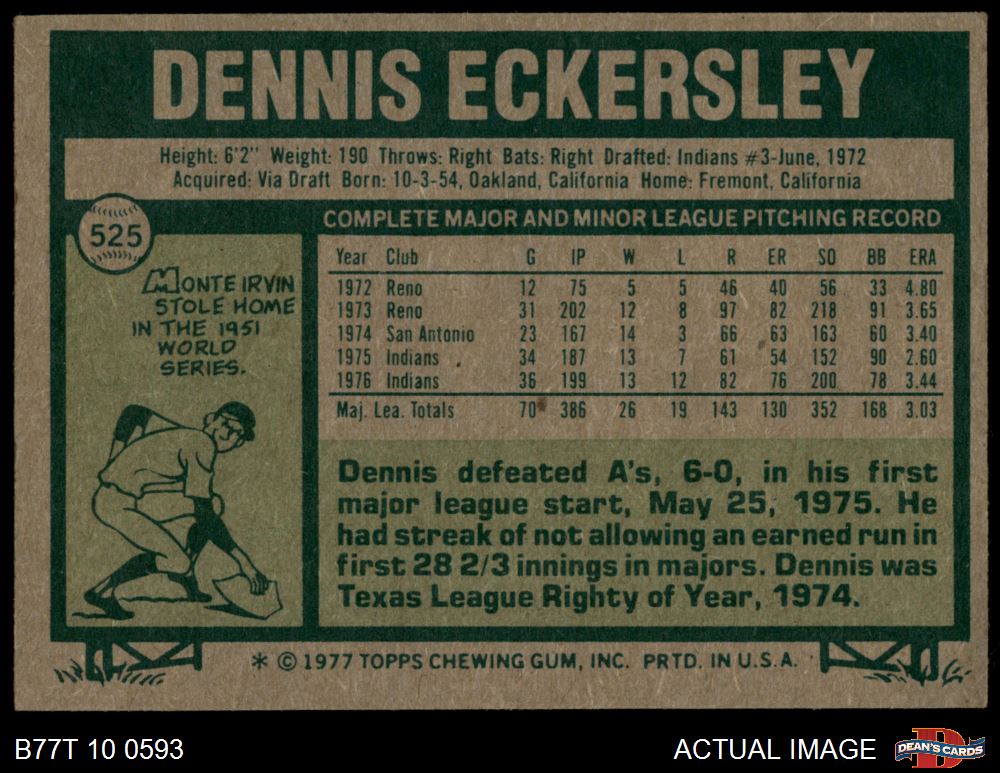 DENNIS ECKERSLEY
Height: 6'2" Weight: 190 Throws: Right Bats: Right Drafted: Indians #3-June, 1972
Acquired: Via Draft Born: 10-3-54, Oakland, California Home: Fremont, California
525
MONTE IRVIN
STOLE HOME
IN THE 1951
WORLD
SERIES.
COMPLETE MAJOR AND MINOR LEAGUE PITCHING RECORD
Year Club G IP W L R ER SO BB ERA
1972 Reno 12 75 5 5 46 40 56 33 4.80
1973 Reno 31 202 12 8 97 82 218 91 3.65
1974 San Antonio 23 167 14 3 66 63 163 60 3.40
1975 Indians 34 187 13 7 61 54 152 90 2.60
1976 Indians 36 199 13 12 82 76 200 78 3.44
Maj. Lea. Totals 70 386 26 19 143 130 352 168 3.03
Dennis defeated A's, 6-0, in his first
major league start, May 25, 1975. He
had streak of not allowing an earned run in
first 28 2/3 innings in majors. Dennis was
Texas League Righty of Year, 1974.
* © 1977 TOPPS CHEWING GUM, INC. PRTD. IN U.S.A.
B77T 10 0593
ACTUAL IMAGE
D
DEAN'S CARDS